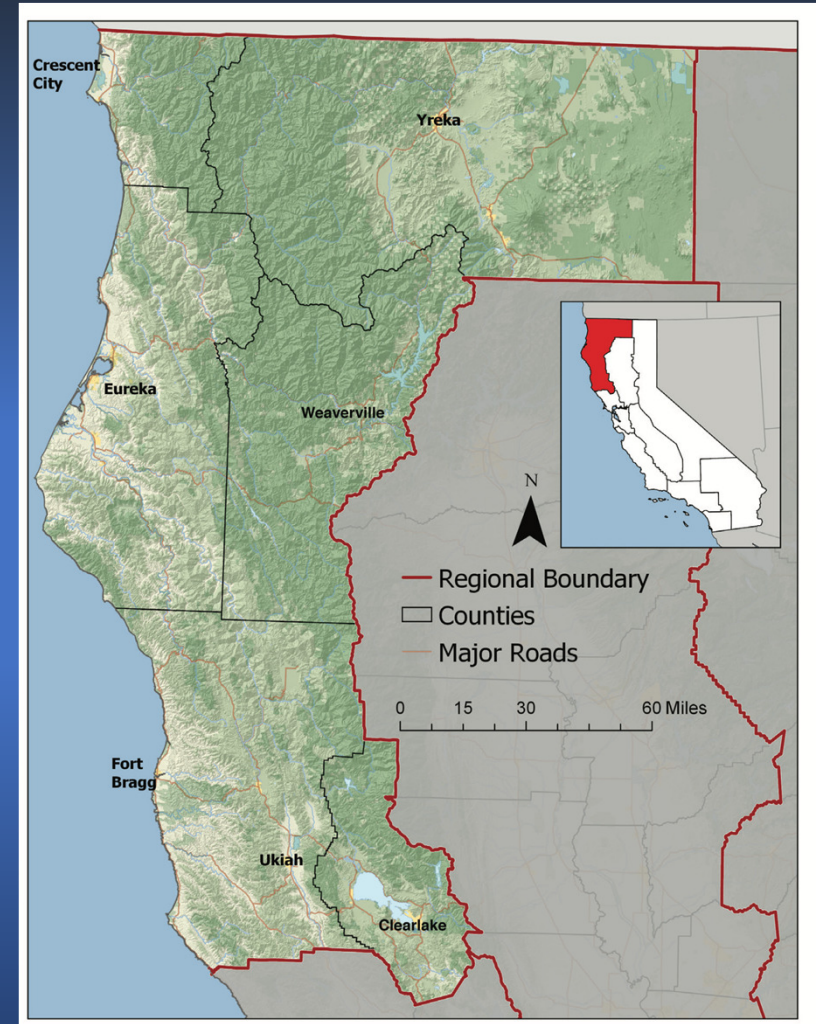 Crescent
City
Yreka
Eureka
Weaverville
N
Regional Boundary
Counties
Major Roads
0 15 30 60 Miles
Fort
Bragg
Ukiah
Clearlake